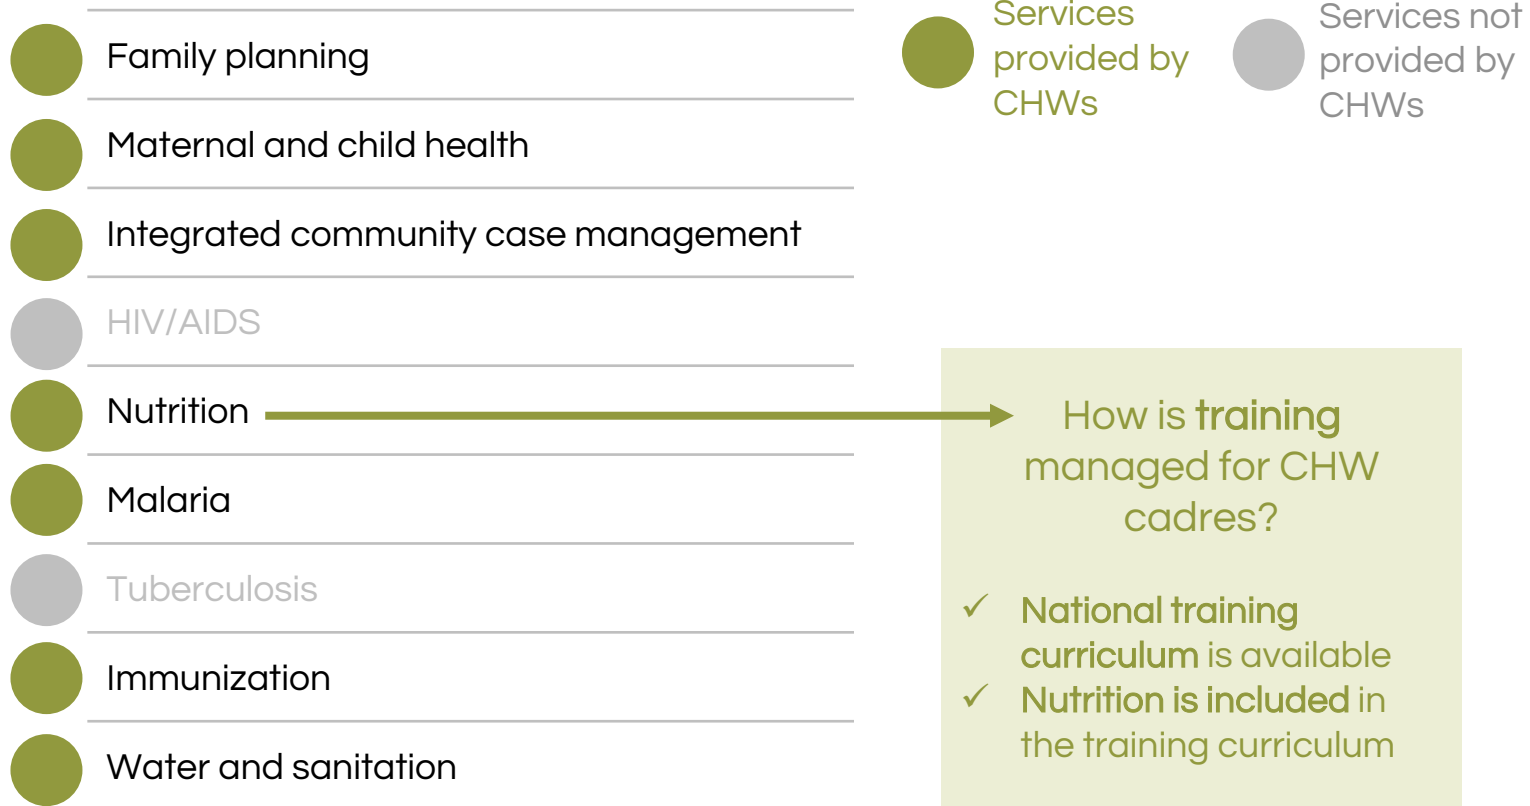 Family planning
Maternal and child health
Integrated community case management
HIV/AIDS
Nutrition
Malaria
Tuberculosis
Immunization
Water and sanitation
Services
provided by
CHWs
Services not
provided by
CHWs
How is training
managed for CHW
cadres?
✓ National training
curriculum is available
✓ Nutrition is included in
the training curriculum